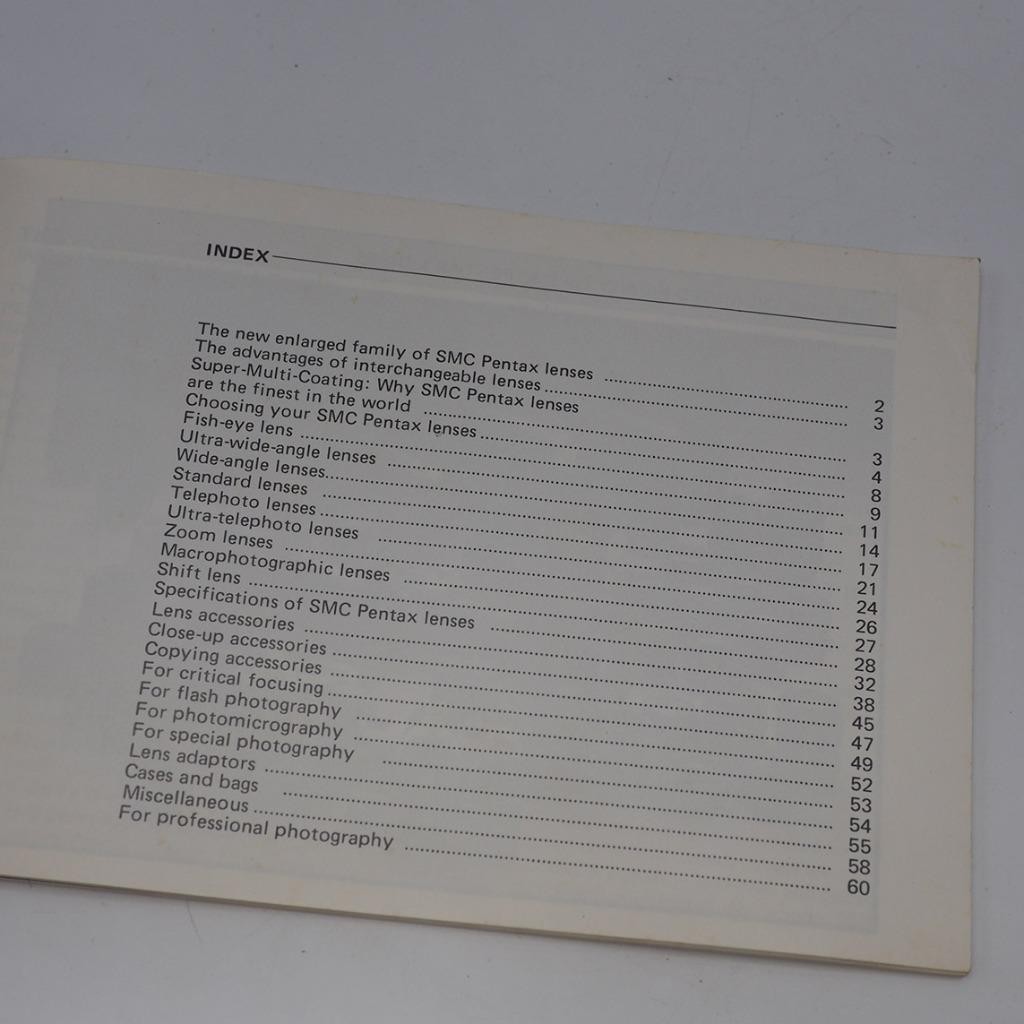 INDEX
The new enlarged family of SMC Pentax lenses ........ 2
The advantages of interchangeable lenses ........ 3
Super-Multi-Coating: Why SMC Pentax lenses
are the finest in the world ........ 3
Choosing your SMC Pentax lenses ........ 4
Fish-eye lens ........ 8
Ultra-wide-angle lenses ........ 9
Wide-angle lenses ........ 11
Standard lenses ........ 14
Telephoto lenses ........ 17
Ultra-telephoto lenses ........ 21
Zoom lenses ........ 24
Macrophotographic lenses ........ 26
Shift lens ........ 27
Specifications of SMC Pentax lenses ........ 28
Lens accessories ........ 32
Close-up accessories ........ 38
Copying accessories ........ 45
For critical focusing ........ 47
For flash photography ........ 49
For photomicrography ........ 52
For special photography ........ 53
Lens adaptors ........ 54
Cases and bags ........ 55
Miscellaneous ........ 58
For professional photography ........ 60